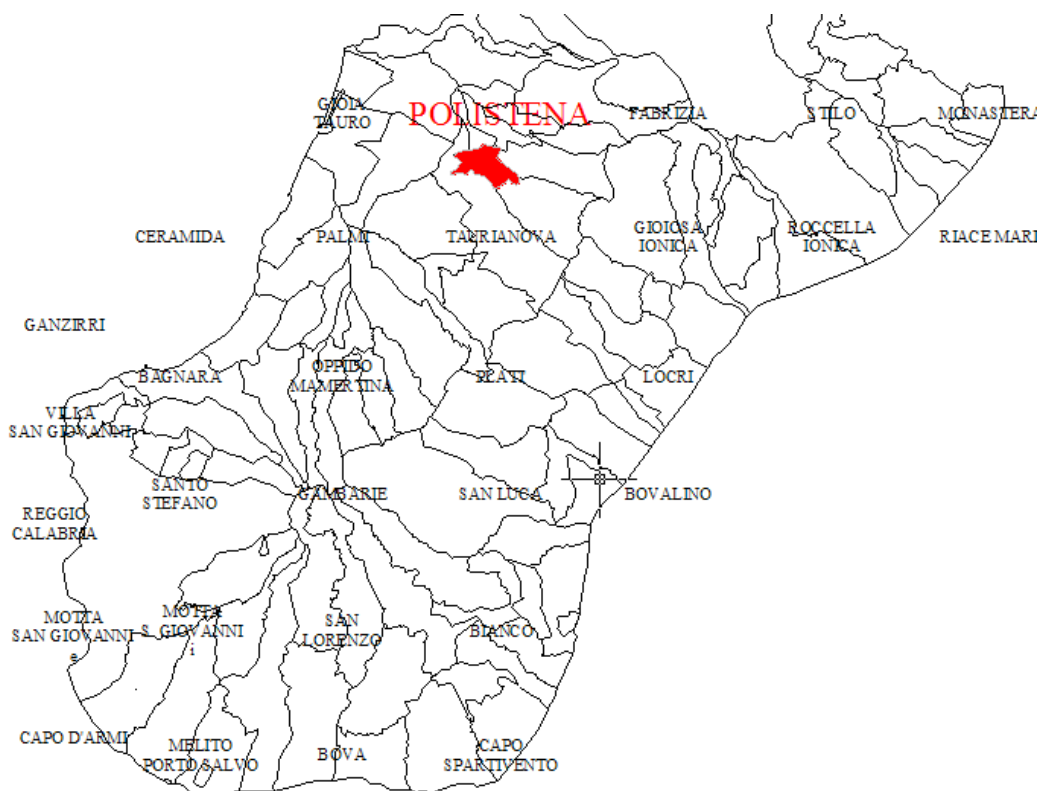 GIOIA
TAURO
POLISTENA
FABRIZIA
STILO
MONASTERA
CERAMIDA
PALMI
TAURIANOVA
GIOIOSA
IONICA
ROCCELLA
IONICA
RIACE MARI
GANZIRRI
BAGNARA
OPPIDO
MAMERTINA
PLATI
LOCRI
VILLA
SAN GIOVANNI
SANTO
STEFANO
GAMBARIE
SAN LUCA
BOVALINO
REGGIO
CALABRIA
MOTTA
SAN GIOVANNI
e
MOTTA
S. GIOVANNI
i
SAN
LORENZO
BIANCO
CAPO D'ARMI
MELITO
PORTO SALVO
BOVA
CAPO
SPARTIVENTO